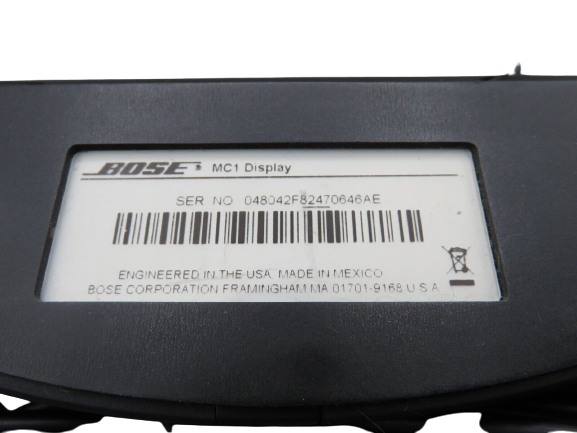 BOSE® MC1 Display
SER NO 048042F82470646AE
ENGINEERED IN THE USA. MADE IN MEXICO
BOSE CORPORATION FRAMINGHAM MA 01701-9168 U S A